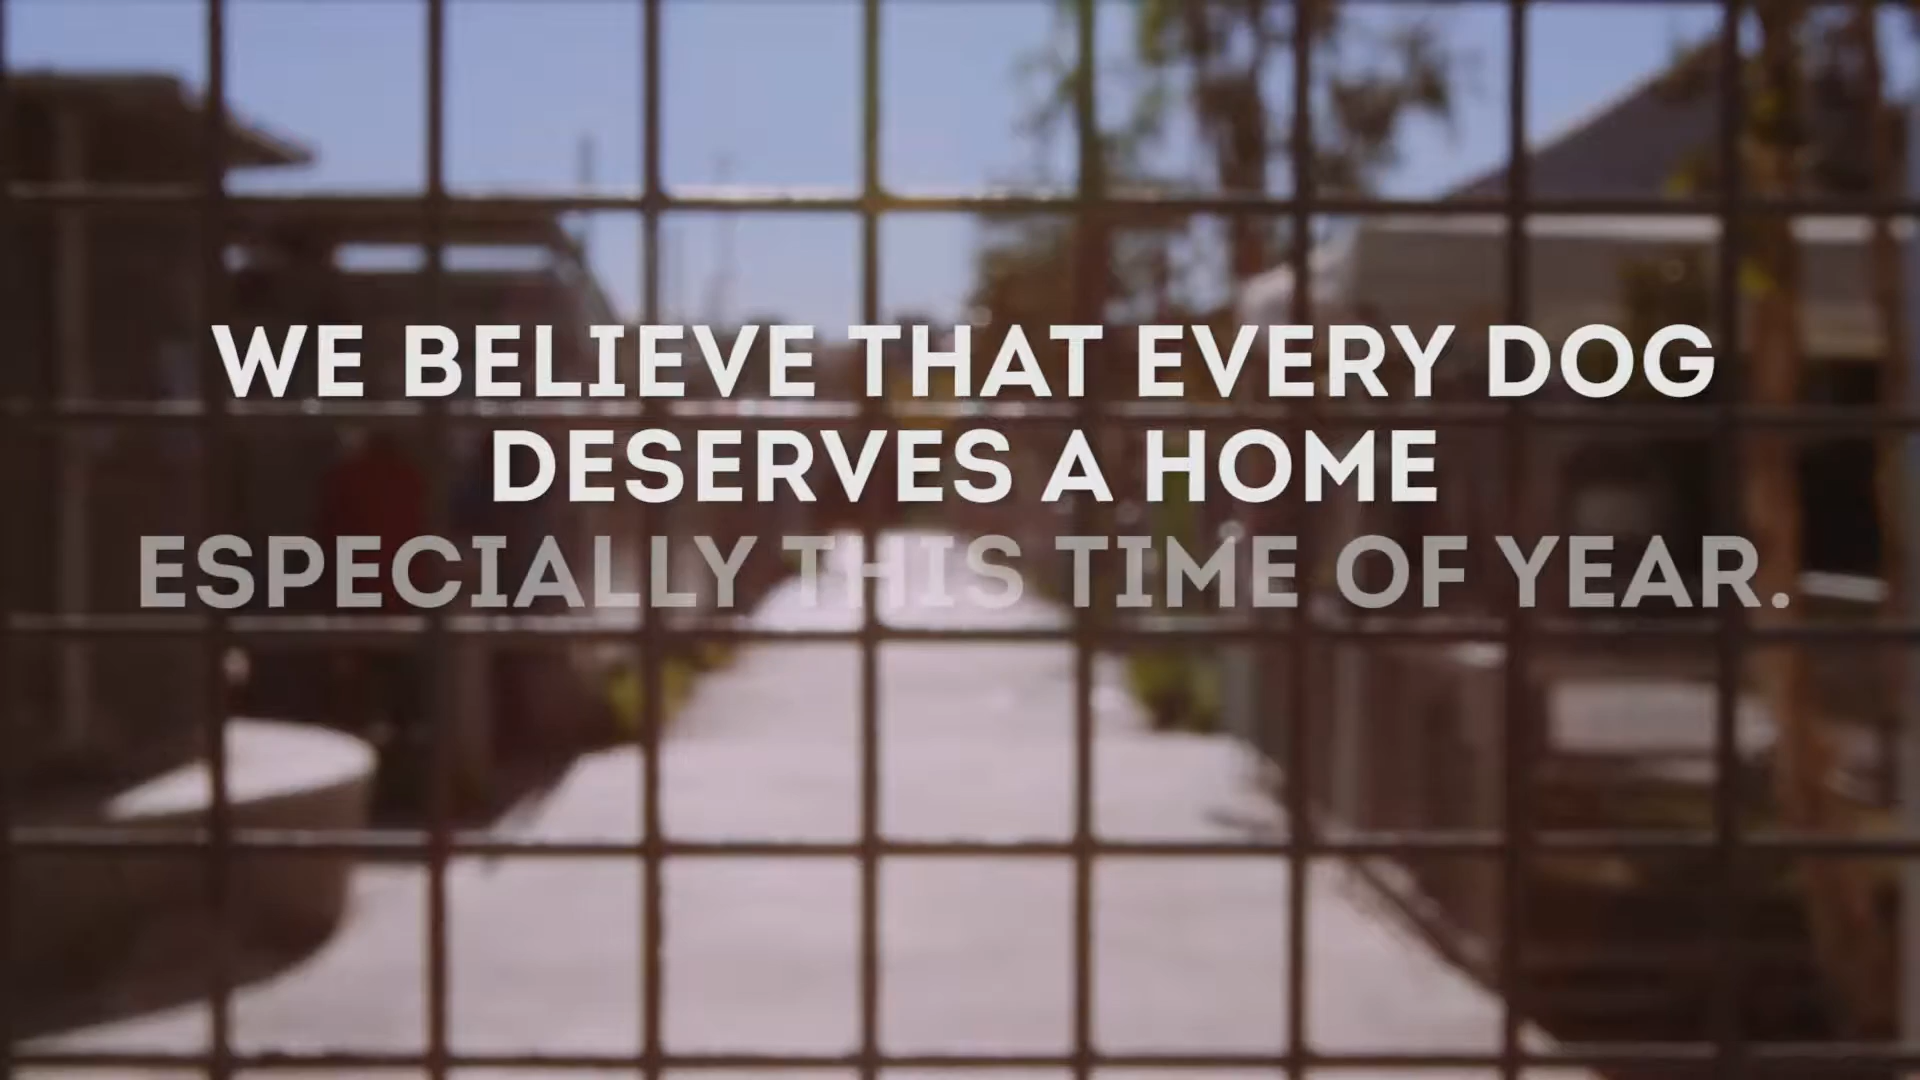 WE BELIEVE THAT EVERY DOG
DESERVES A HOME
ESPECIALLY THIS TIME OF YEAR.